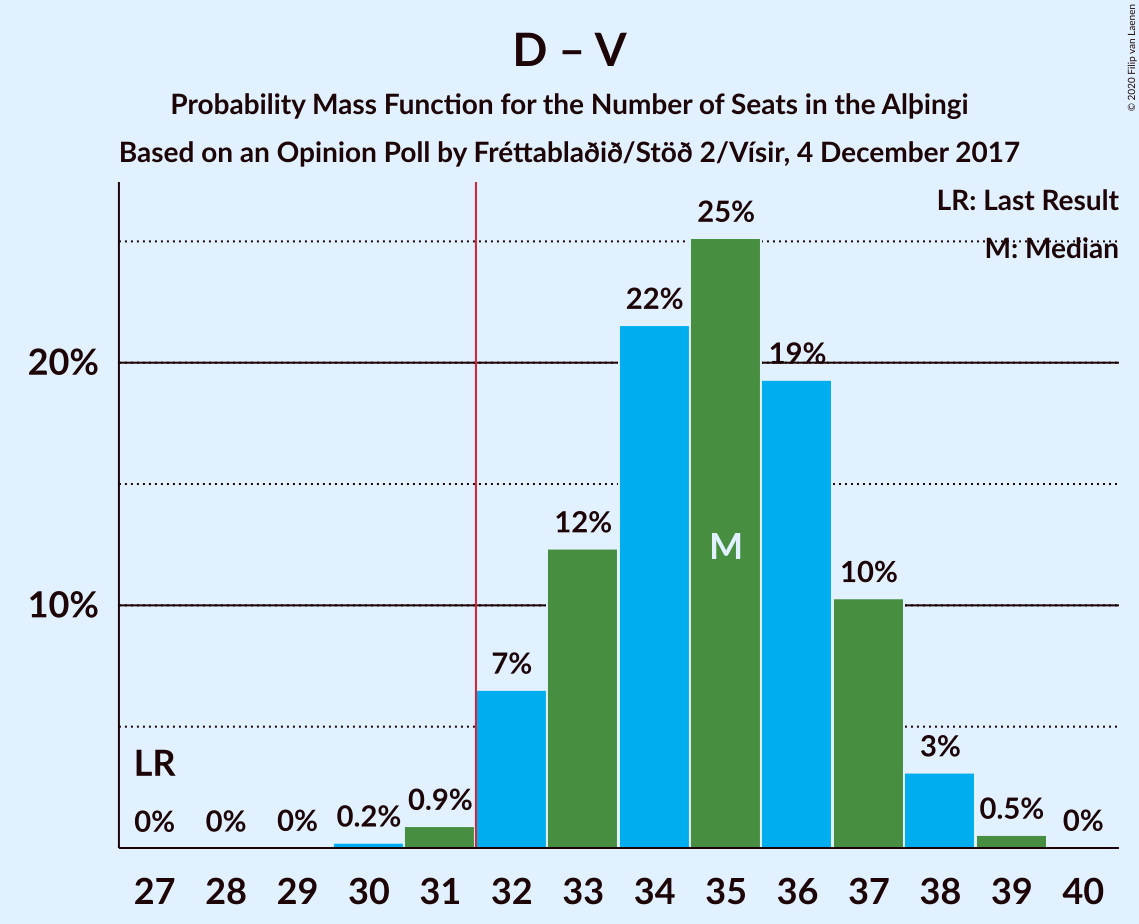 D – V
Probability Mass Function for the Number of Seats in the Alþingi
Based on an Opinion Poll by Fréttablaðið/Stöð 2/Vísir, 4 December 2017
© 2020 Filip van Laenen
LR: Last Result
M: Median
25%
22%
20%
19%
12%
M
10%
10%
7%
3%
LR
0%
0%
0%
0.2%
0.9%
0.5%
0%
27 28 29 30 31 32 33 34 35 36 37 38 39 40